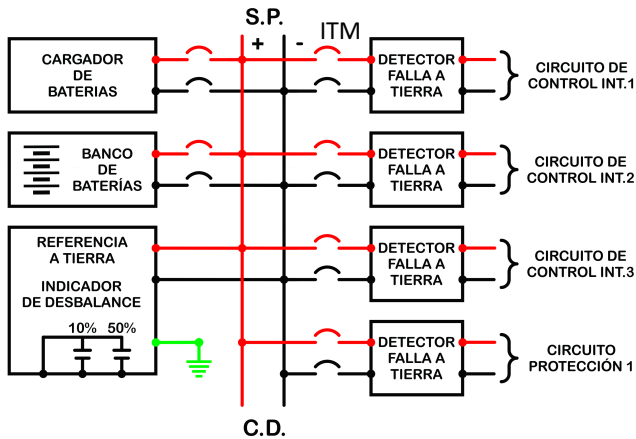 S.P.
+ -
ITM
CARGADOR
DE
BATERIAS
DETECTOR
FALLA A
TIERRA
CIRCUITO DE
CONTROL INT.1
BANCO
DE
BATERÍAS
DETECTOR
FALLA A
TIERRA
CIRCUITO DE
CONTROL INT.2
REFERENCIA
A TIERRA
INDICADOR
DE DESBALANCE
10% 50%
DETECTOR
FALLA A
TIERRA
CIRCUITO DE
CONTROL INT.3
DETECTOR
FALLA A
TIERRA
CIRCUITO
PROTECCIÓN 1
C.D.